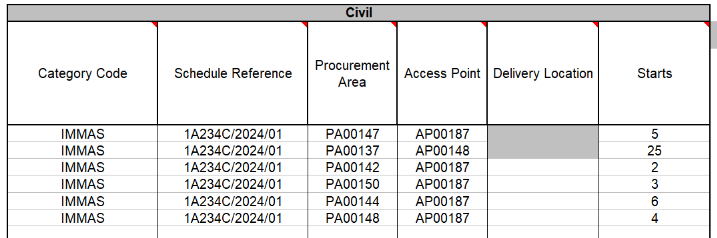 Civil
Category Code Schedule Reference Procurement Area Access Point Delivery Location Starts
IMMAS 1A234C/2024/01 PA00147 AP00187 5
IMMAS 1A234C/2024/01 PA00137 AP00148 25
IMMAS 1A234C/2024/01 PA00142 AP00187 2
IMMAS 1A234C/2024/01 PA00150 AP00187 3
IMMAS 1A234C/2024/01 PA00144 AP00187 6
IMMAS 1A234C/2024/01 PA00148 AP00187 4